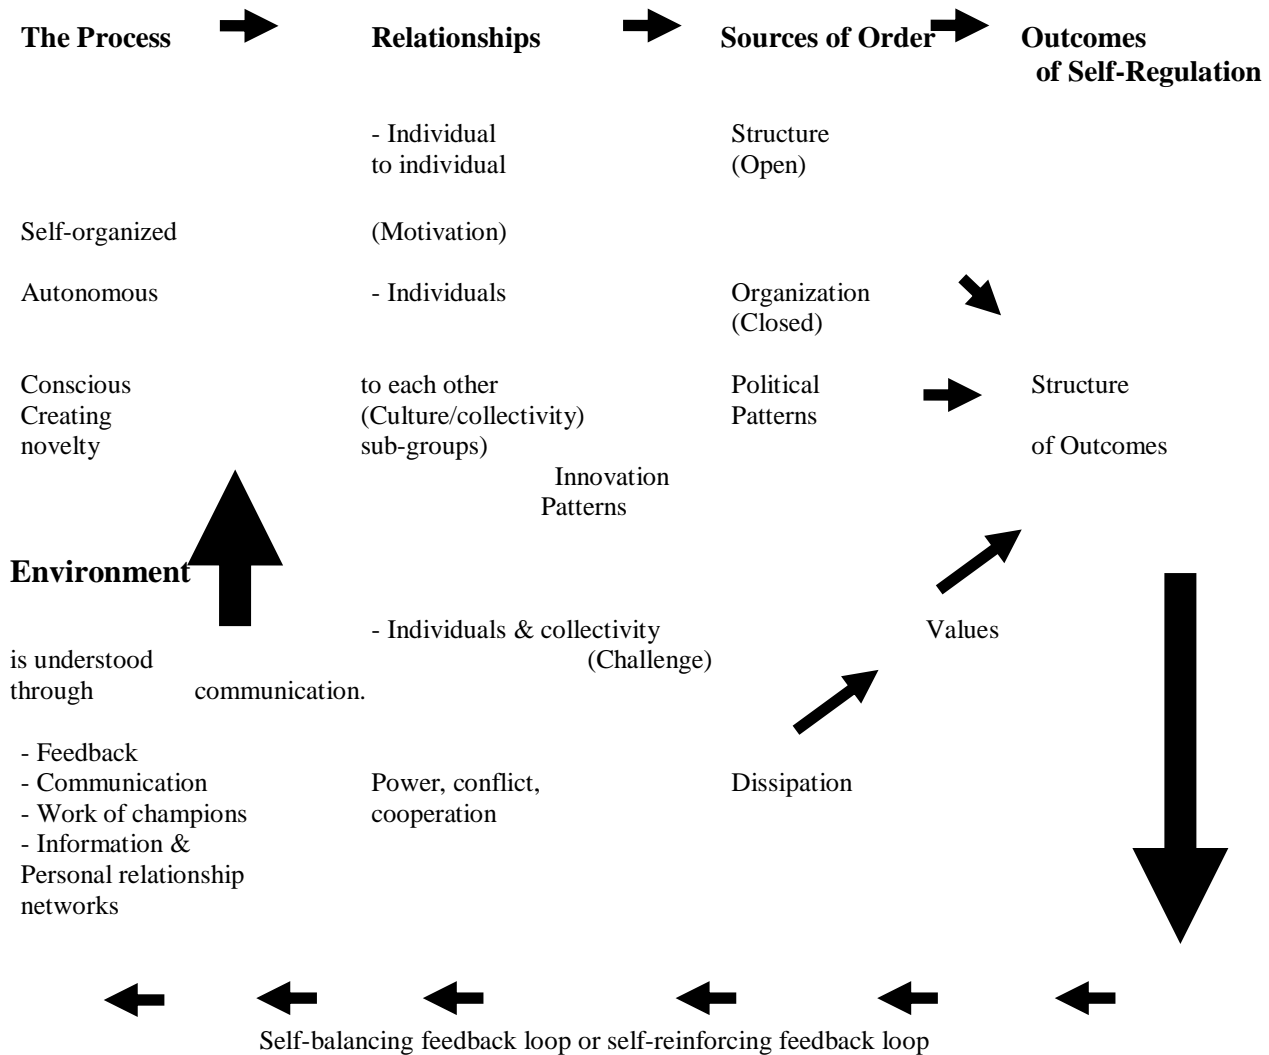 The Process
Relationships
Sources of Order
Outcomes
of Self-Regulation
- Individual
to individual
Structure
(Open)
Self-organized
(Motivation)
Autonomous
- Individuals
Organization
(Closed)
Conscious
Creating
novelty
to each other
(Culture/collectivity)
sub-groups)
Political
Patterns
Structure
of Outcomes
Innovation
Patterns
Environment
is understood
through communication.
- Individuals & collectivity
(Challenge)
Values
- Feedback
- Communication
- Work of champions
- Information &
Personal relationship
networks
Power, conflict,
cooperation
Dissipation
Self-balancing feedback loop or self-reinforcing feedback loop